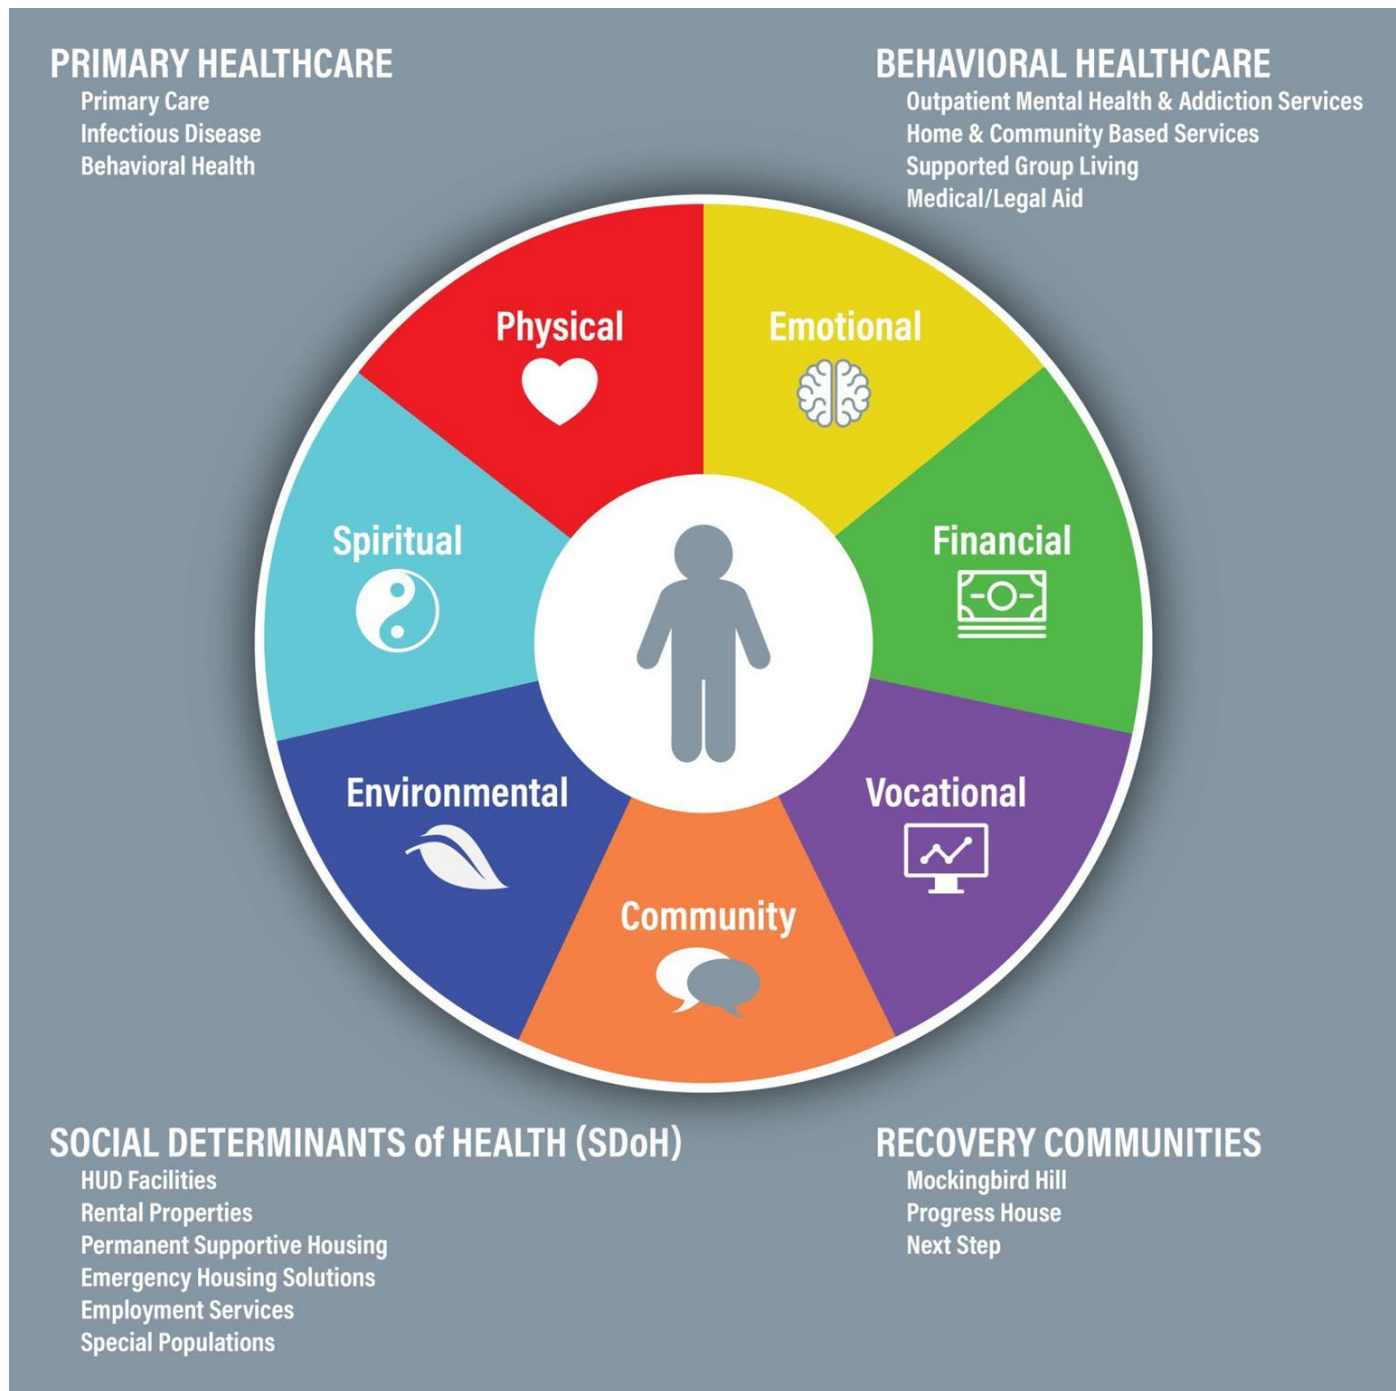 PRIMARY HEALTHCARE
Primary Care
Infectious Disease
Behavioral Health
BEHAVIORAL HEALTHCARE
Outpatient Mental Health & Addiction Services
Home & Community Based Services
Supported Group Living
Medical/Legal Aid
Physical
Emotional
Spiritual
Financial
Environmental
Vocational
Community
SOCIAL DETERMINANTS of HEALTH (SDoH)
HUD Facilities
Rental Properties
Permanent Supportive Housing
Emergency Housing Solutions
Employment Services
Special Populations
RECOVERY COMMUNITIES
Mockingbird Hill
Progress House
Next Step